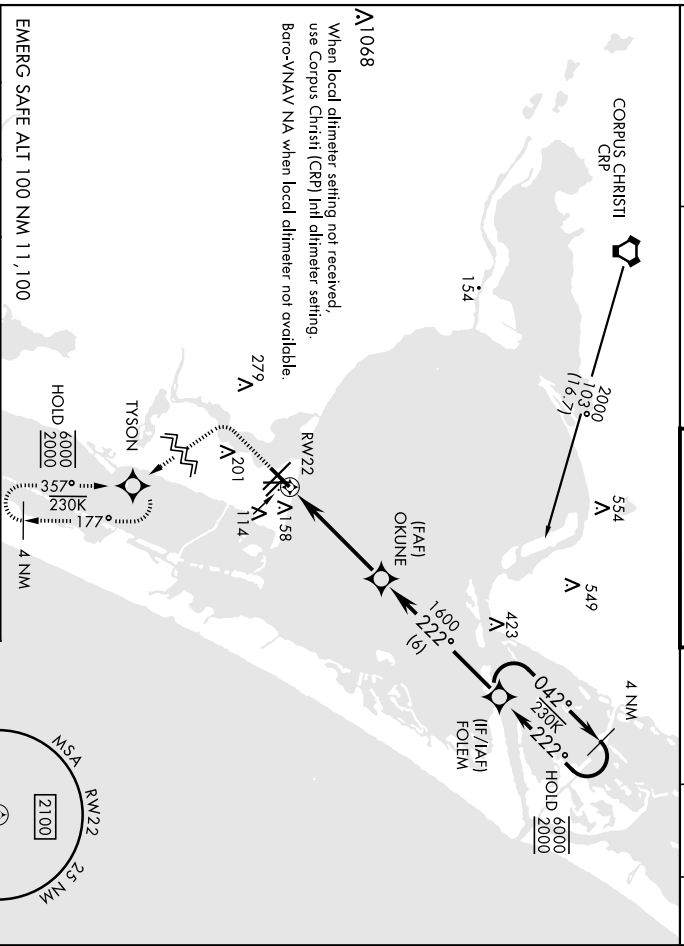 CORPUS CHRISTI
CRP
2000
103°
(16.7)
554
549
423
4 NM
042°
230K
222°
HOLD 6000
2000
(IF/IAF)
FOLEM
1600
222°
(6)
(FAF)
OKUNE
154
1068
When local altimeter setting not received,
use Corpus Christi (CRP) Intl altimeter setting.
Baro-VNAV NA when local altimeter not available.
279
RW22
201
158
114
TYSON
HOLD 6000
2000
357°
230K
177°
4 NM
EMERG SAFE ALT 100 NM 11,100
MSA RW22 25 NM
2100